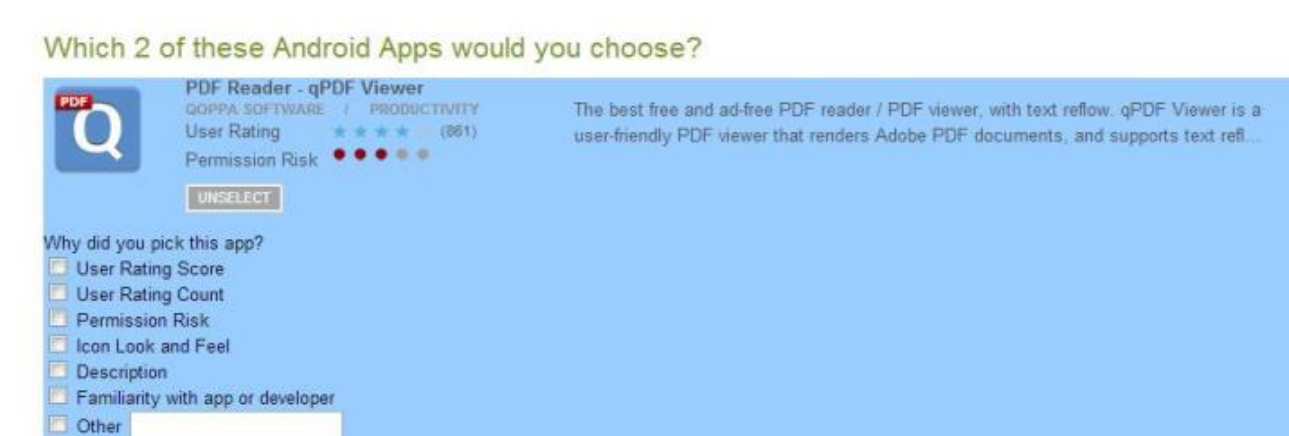 Which 2 of these Android Apps would you choose?
PDF
Q
PDF Reader - qPDF Viewer
QOPPA SOFTWARE / PRODUCTIVITY
User Rating (861)
Permission Risk
The best free and ad-free PDF reader / PDF viewer, with text reflow. qPDF Viewer is a
user-friendly PDF viewer that renders Adobe PDF documents, and supports text refl...
UNSELECT
Why did you pick this app?
User Rating Score
User Rating Count
Permission Risk
Icon Look and Feel
Description
Familiarity with app or developer
Other